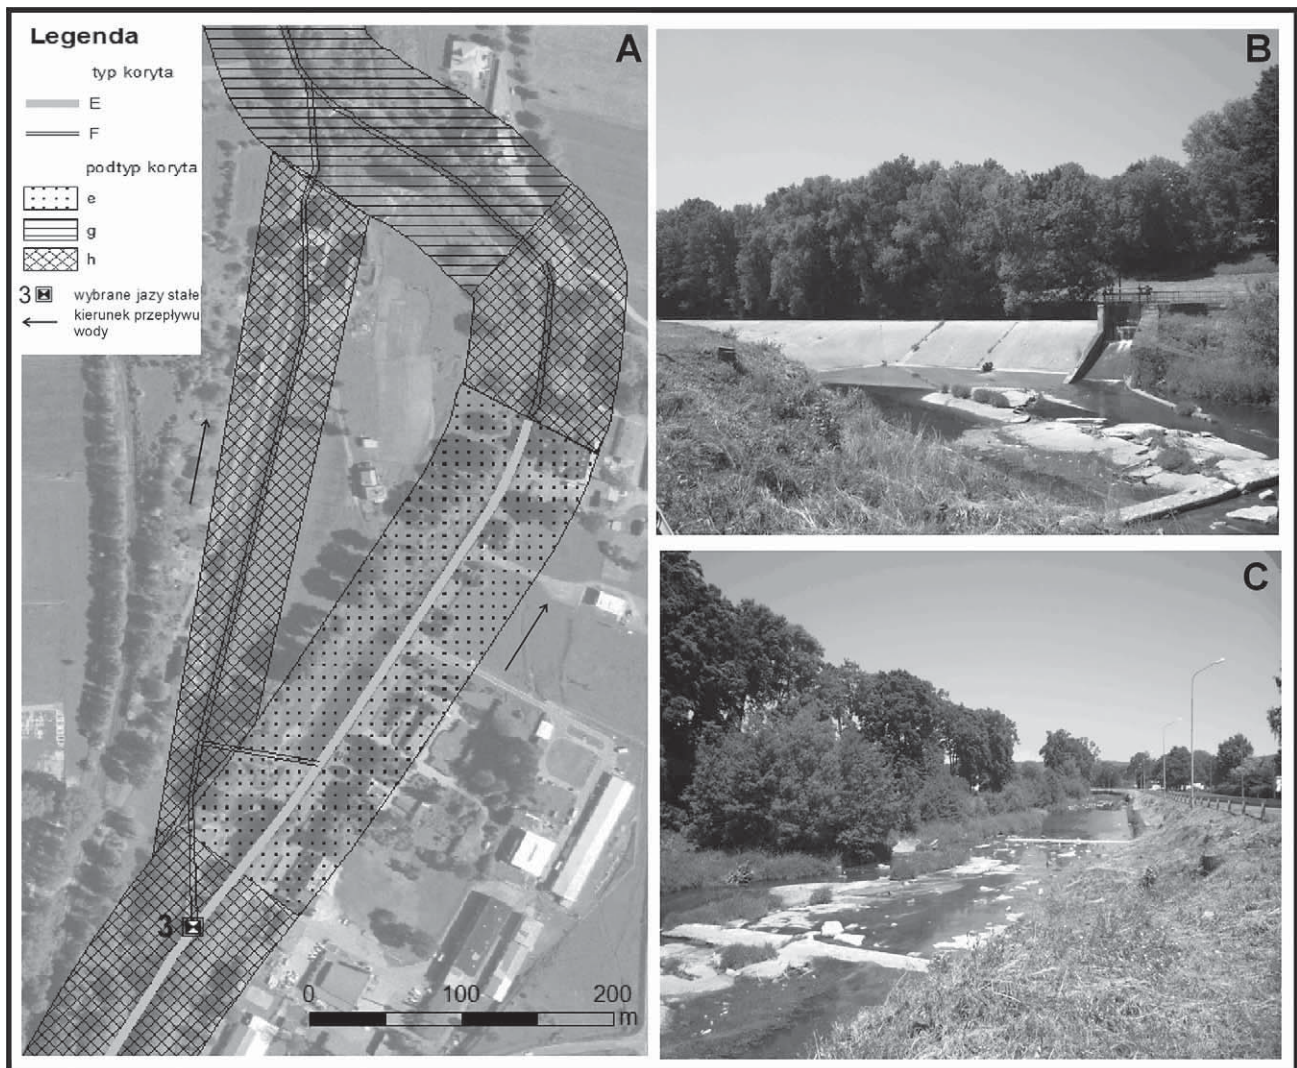 Legenda
typ koryta
E
F
podtyp koryta
e
g
h
3 wybrane jazy stałe
kierunek przepływu
wody
A
3
0 100 200
m
B
C